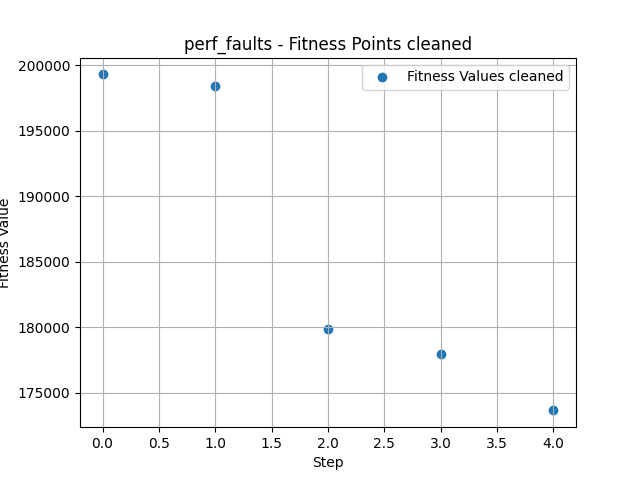 perf_faults - Fitness Points cleaned
Fitness Values cleaned
200000
195000
190000
185000
180000
175000
Fitness Value
0.0 0.5 1.0 1.5 2.0 2.5 3.0 3.5 4.0
Step